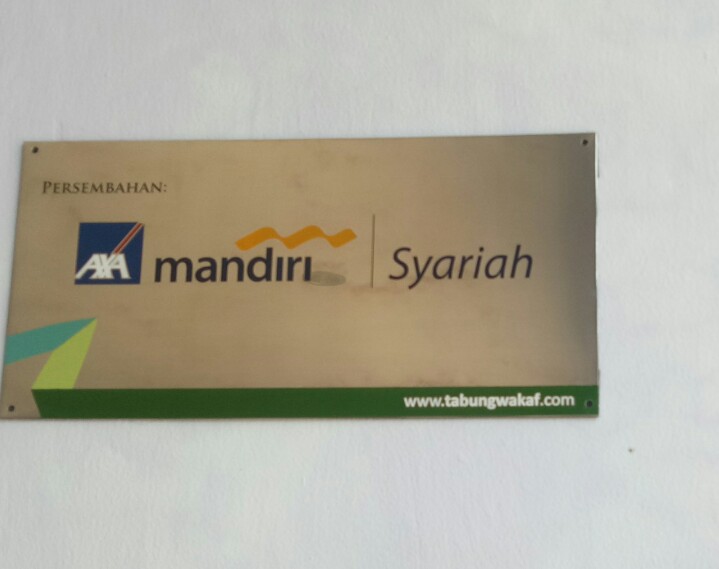 PERSEMBAHAN:
AXA mandiri | Syariah
www.tabungwakaf.com